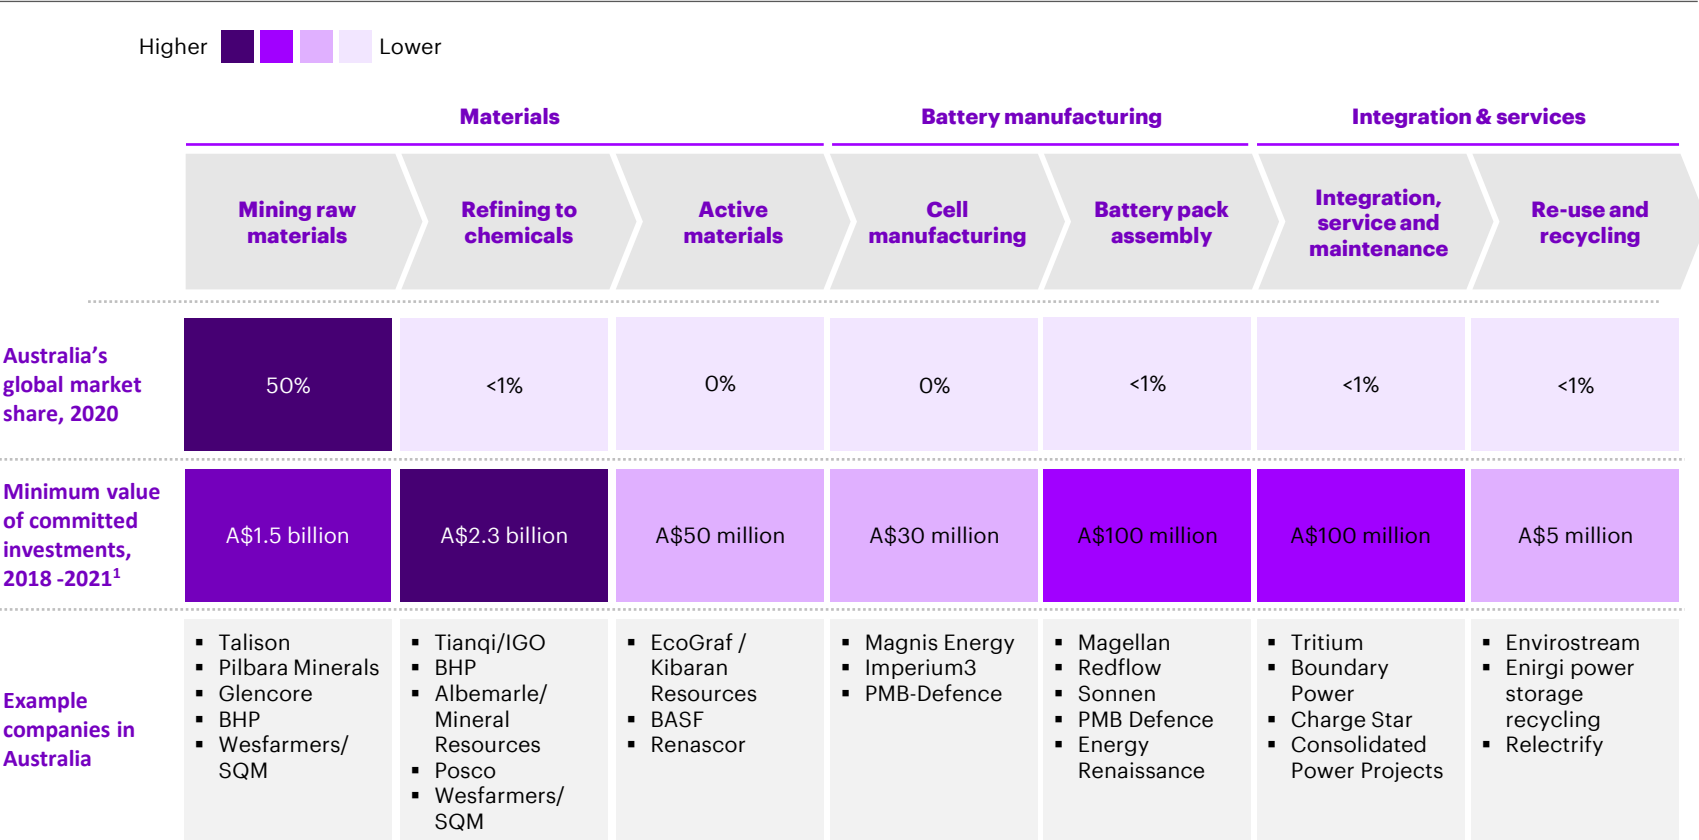 Higher
Lower
Materials
Battery manufacturing
Integration & services
Mining raw
materials
Refining to
chemicals
Active
materials
Cell
manufacturing
Battery pack
assembly
Integration,
service and
maintenance
Re-use and
recycling
Australia’s
global market
share, 2020
50%
<1%
0%
0%
<1%
<1%
<1%
Minimum value
of committed
investments,
2018 -2021¹
A$1.5 billion
A$2.3 billion
A$50 million
A$30 million
A$100 million
A$100 million
A$5 million
Example
companies in
Australia
▪ Talison
▪ Pilbara Minerals
▪ Glencore
▪ BHP
▪ Wesfarmers/
SQM
▪ Tianqi/IGO
▪ BHP
▪ Albemarle/
Mineral
Resources
▪ Posco
▪ Wesfarmers/
SQM
▪ EcoGraf /
Kibaran
Resources
▪ BASF
▪ Renascor
▪ Magnis Energy
▪ Imperium3
▪ PMB-Defence
▪ Magellan
▪ Redflow
▪ Sonnen
▪ PMB Defence
▪ Energy
Renaissance
▪ Tritium
▪ Boundary
Power
▪ Charge Star
▪ Consolidated
Power Projects
▪ Envirostream
▪ Enirgi power
storage
recycling
▪ Relectrify